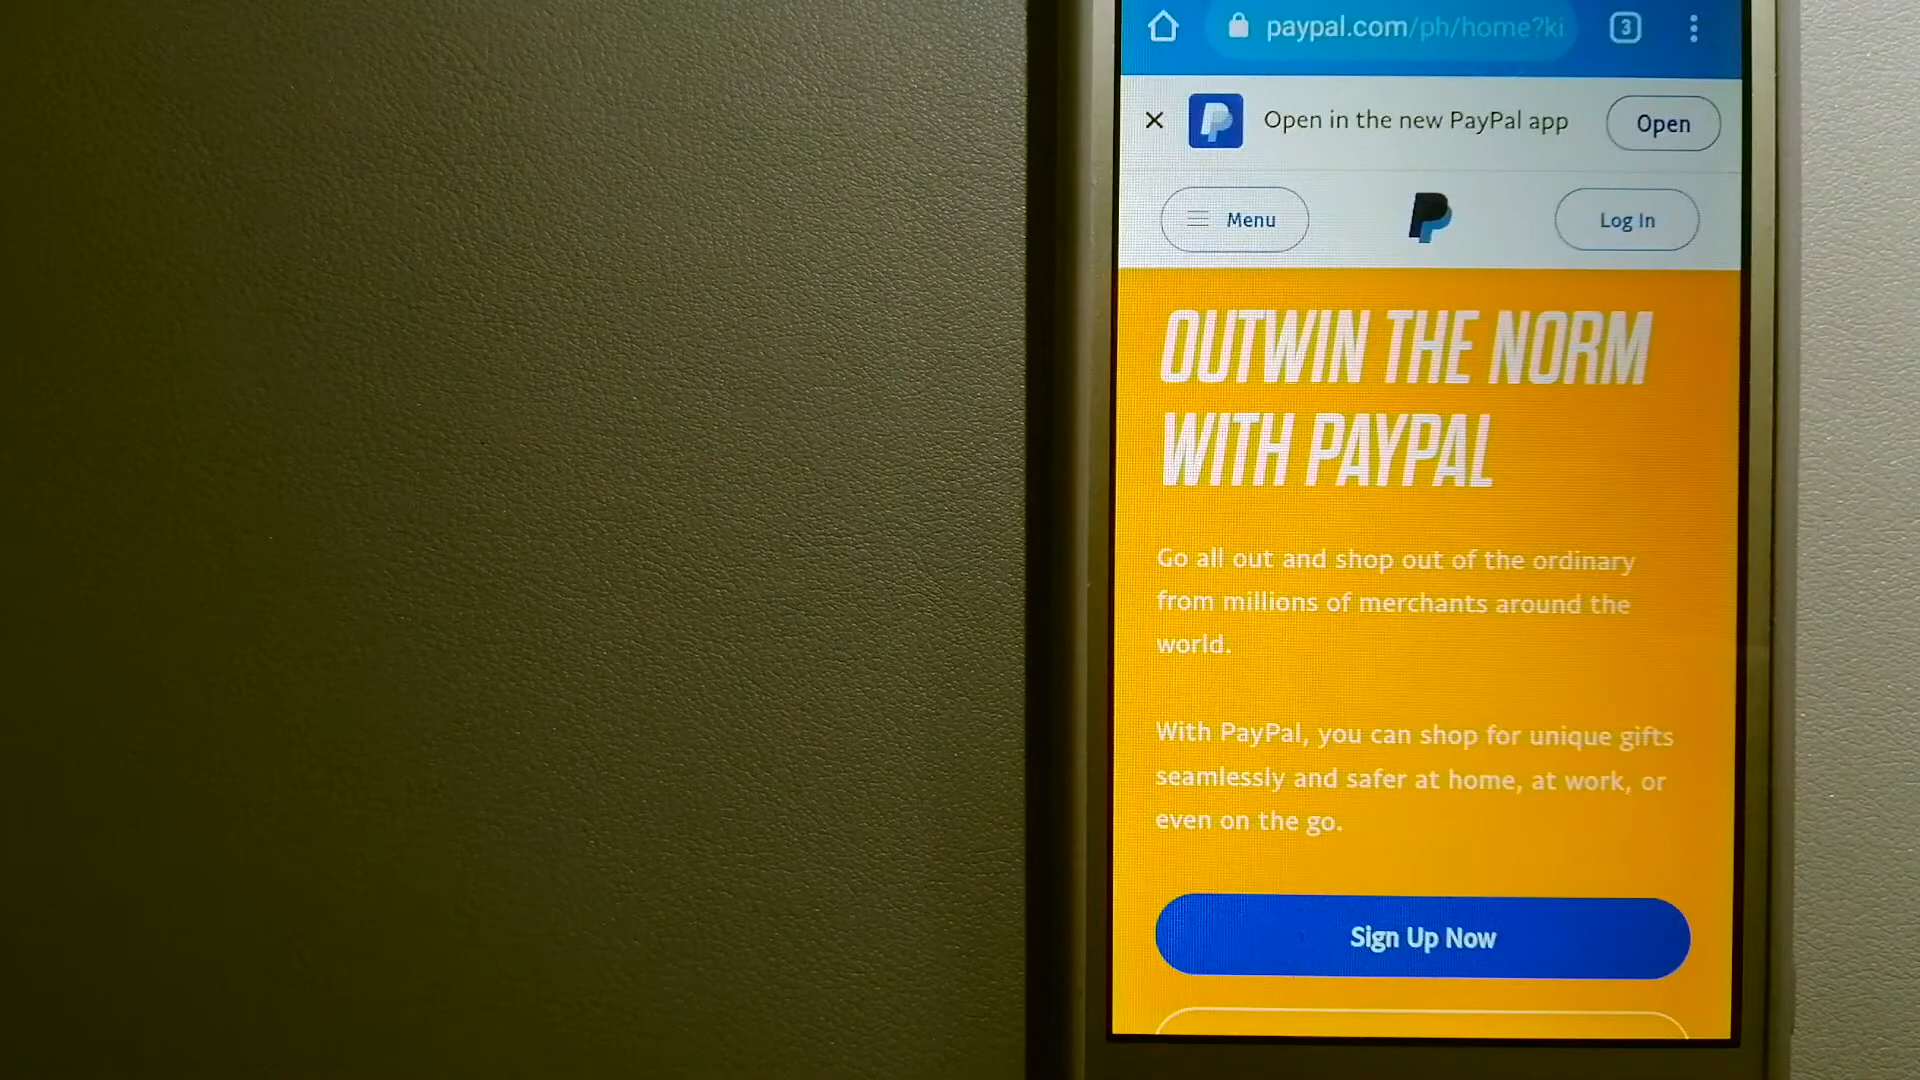 paypal.com/ph/home?ki
3
Open in the new PayPal app
Open
Menu
Log In
OUTWIN THE NORM
WITH PAYPAL
Go all out and shop out of the ordinary
from millions of merchants around the
world.
With PayPal, you can shop for unique gifts
seamlessly and safer at home, at work, or
even on the go.
Sign Up Now